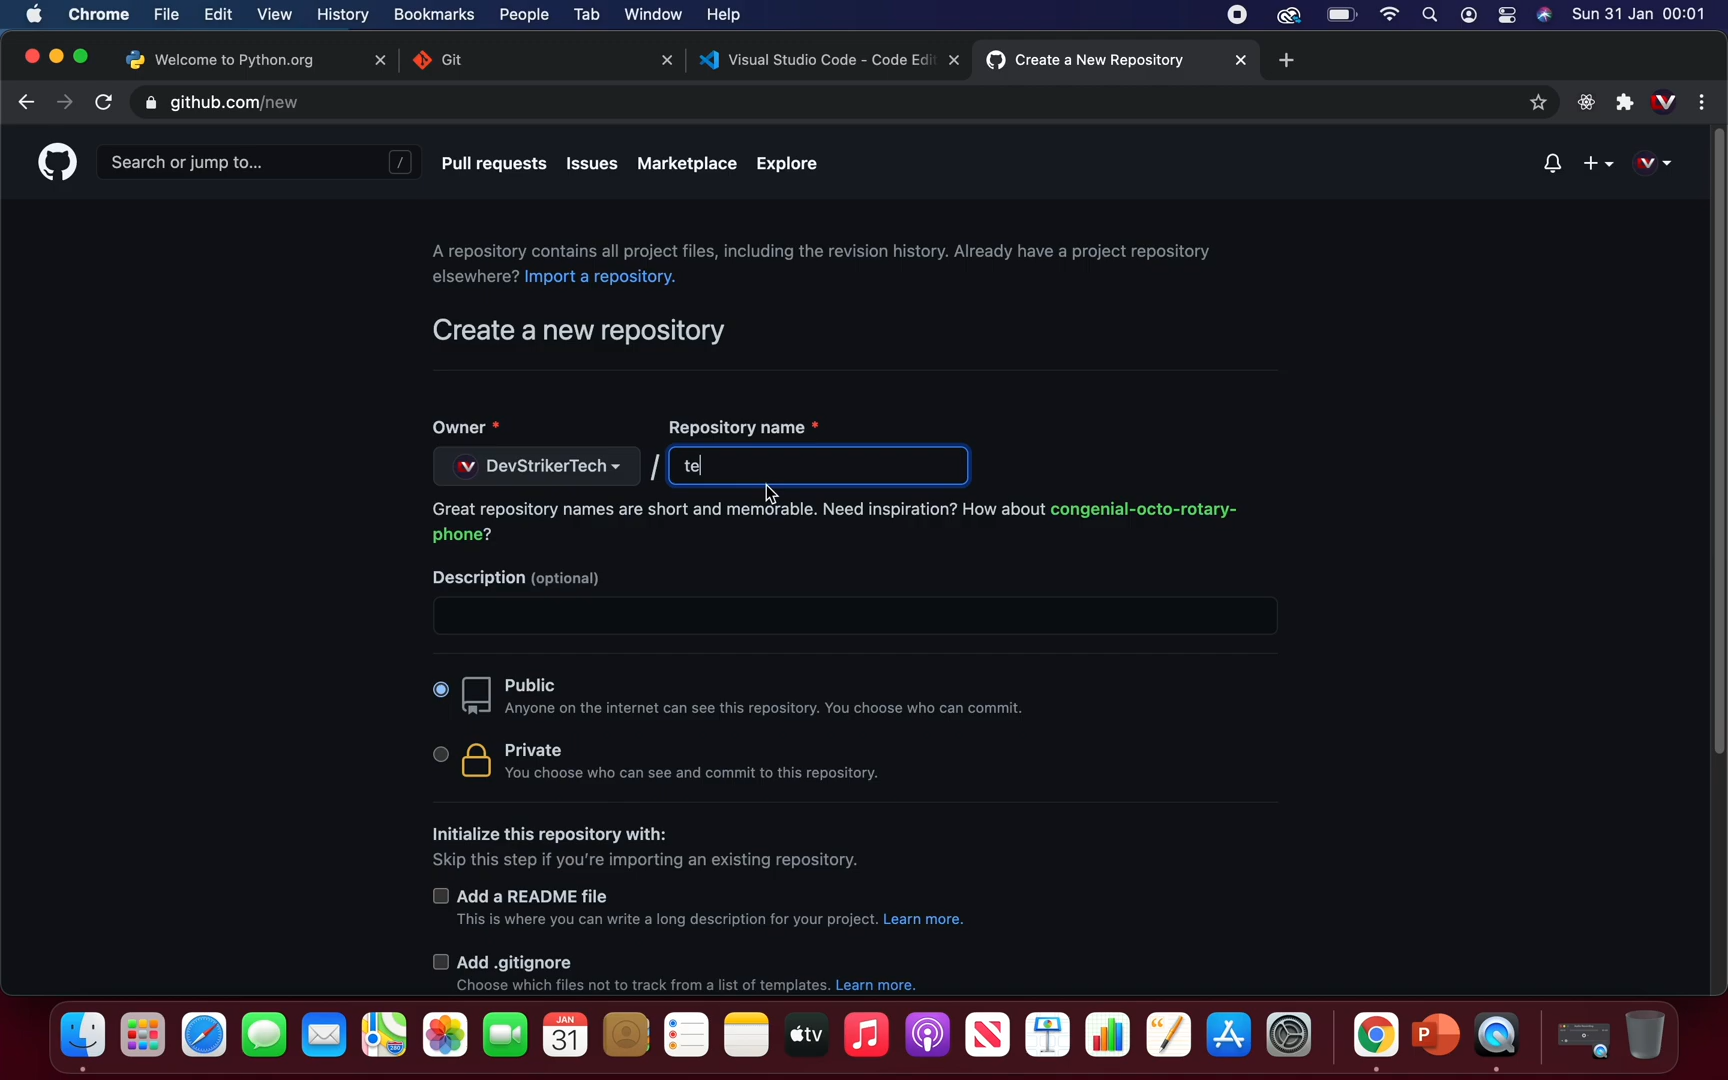 Chrome File Edit View History Bookmarks People Tab Window Help Sun 31 Jan 00:01
Welcome to Python.org Git Visual Studio Code - Code Edit Create a New Repository
github.com/new
Search or jump to... / Pull requests Issues Marketplace Explore
A repository contains all project files, including the revision history. Already have a project repository
elsewhere? Import a repository.
Create a new repository
Owner * Repository name *
DevStrikerTech / te
Great repository names are short and memorable. Need inspiration? How about congenial-octo-rotary-
phone?
Description (optional)
Public
Anyone on the internet can see this repository. You choose who can commit.
Private
You choose who can see and commit to this repository.
Initialize this repository with:
Skip this step if you're importing an existing repository.
Add a README file
This is where you can write a long description for your project. Learn more.
Add .gitignore
Choose which files not to track from a list of templates. Learn more.
JAN
31
tv
P